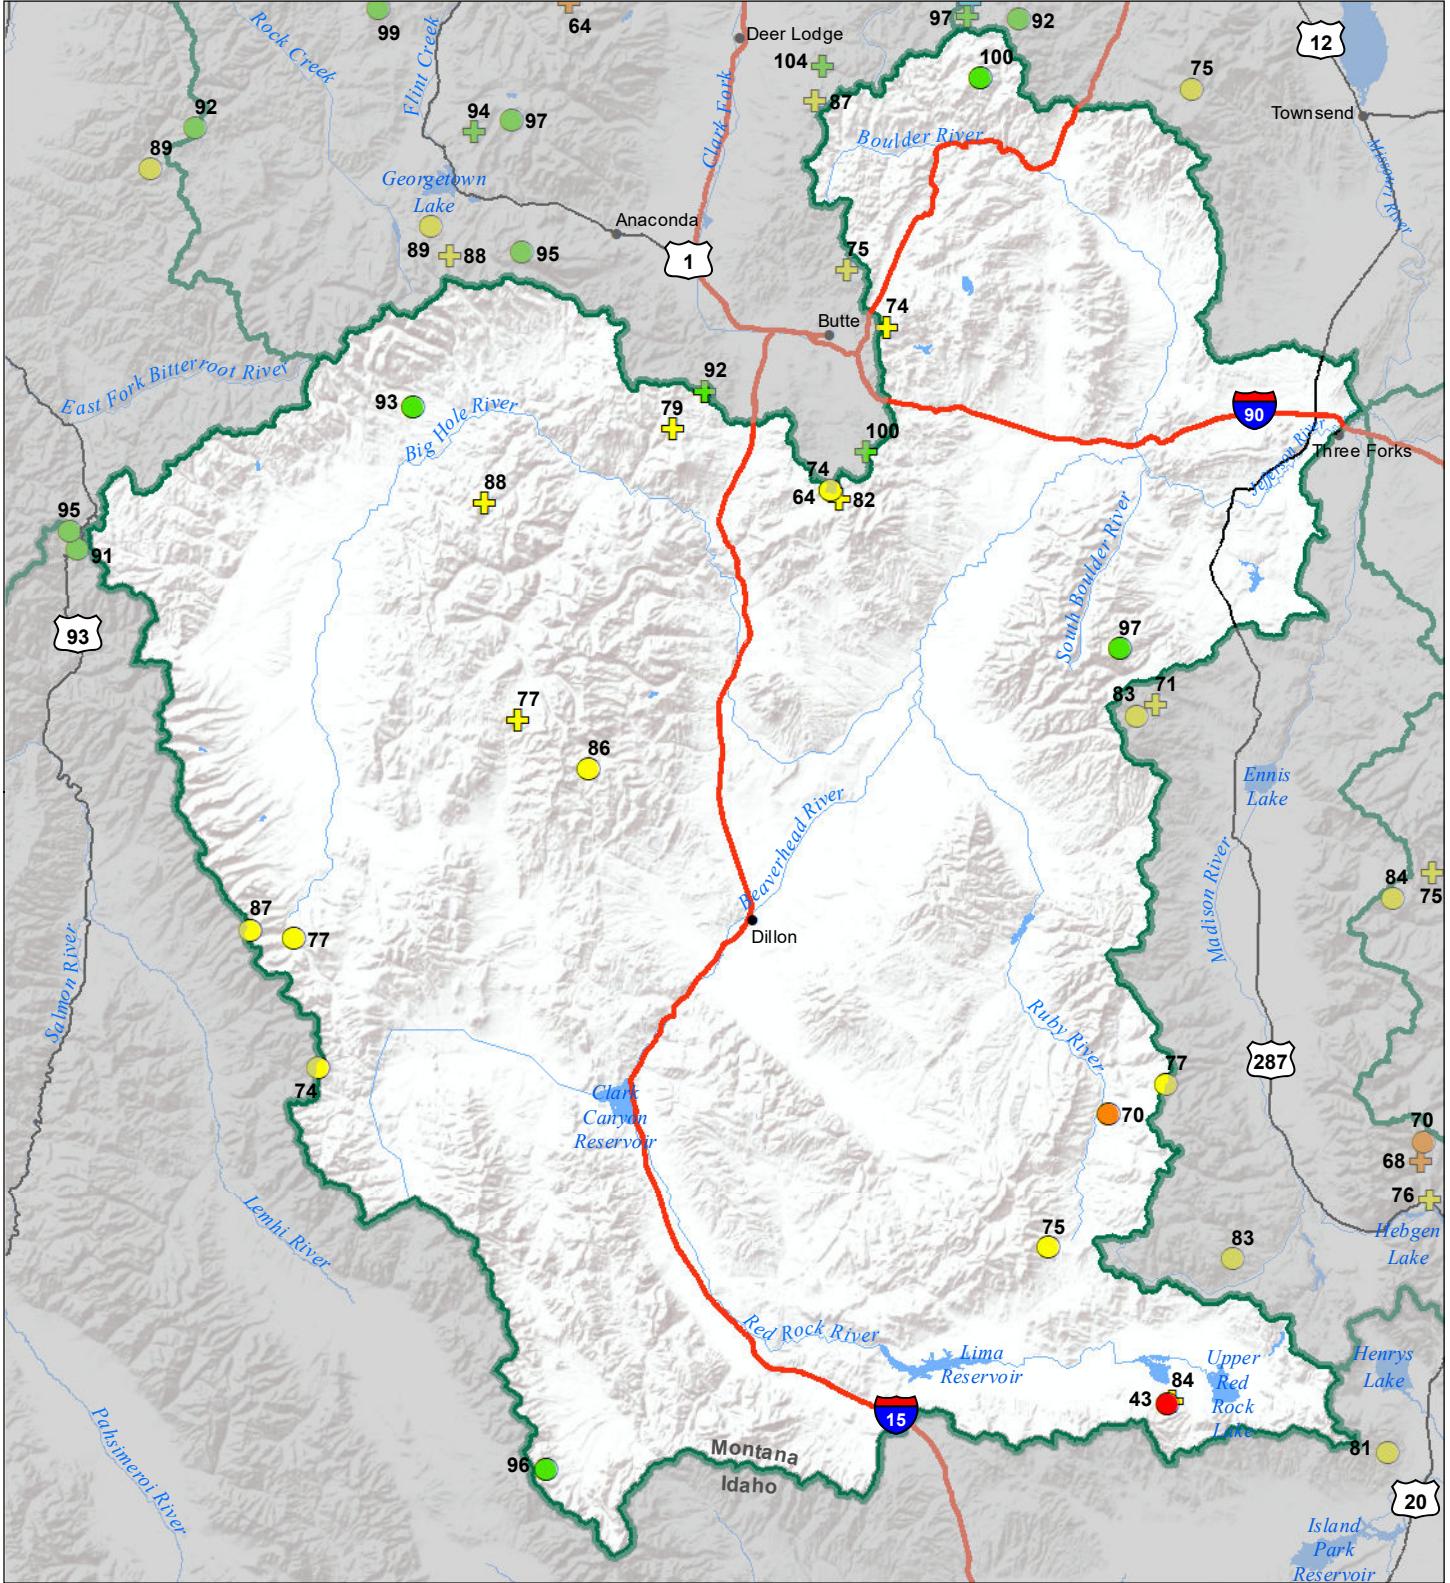 99
64
97
92
12
Rock Creek
Flint Creek
Deer Lodge
104
100
75
87
Townsend
92
94
97
Clark Fork
Boulder River
Missouri River
89
Georgetown
Lake
Anaconda
89
88
95
1
75
74
Butte
East Fork Bitterroot River
92
93
Big Hole River
79
90
100
Jefferson River
Three Forks
88
74
64
82
95
91
South Boulder River
93
97
83
71
77
86
Ennis
Lake
Beaverhead River
Madison River
84
75
87
77
Dillon
Salmon River
Ruby River
287
74
77
Clark
Canyon
Reservoir
70
70
68
76
Lemhi River
75
83
Hebgen
Lake
Red Rock River
Lima
Reservoir
Upper
Red
Rock
Lake
Henrys
Lake
84
43
15
Pahsimeroi River
Montana
Idaho
96
81
20
Island
Park
Reservoir